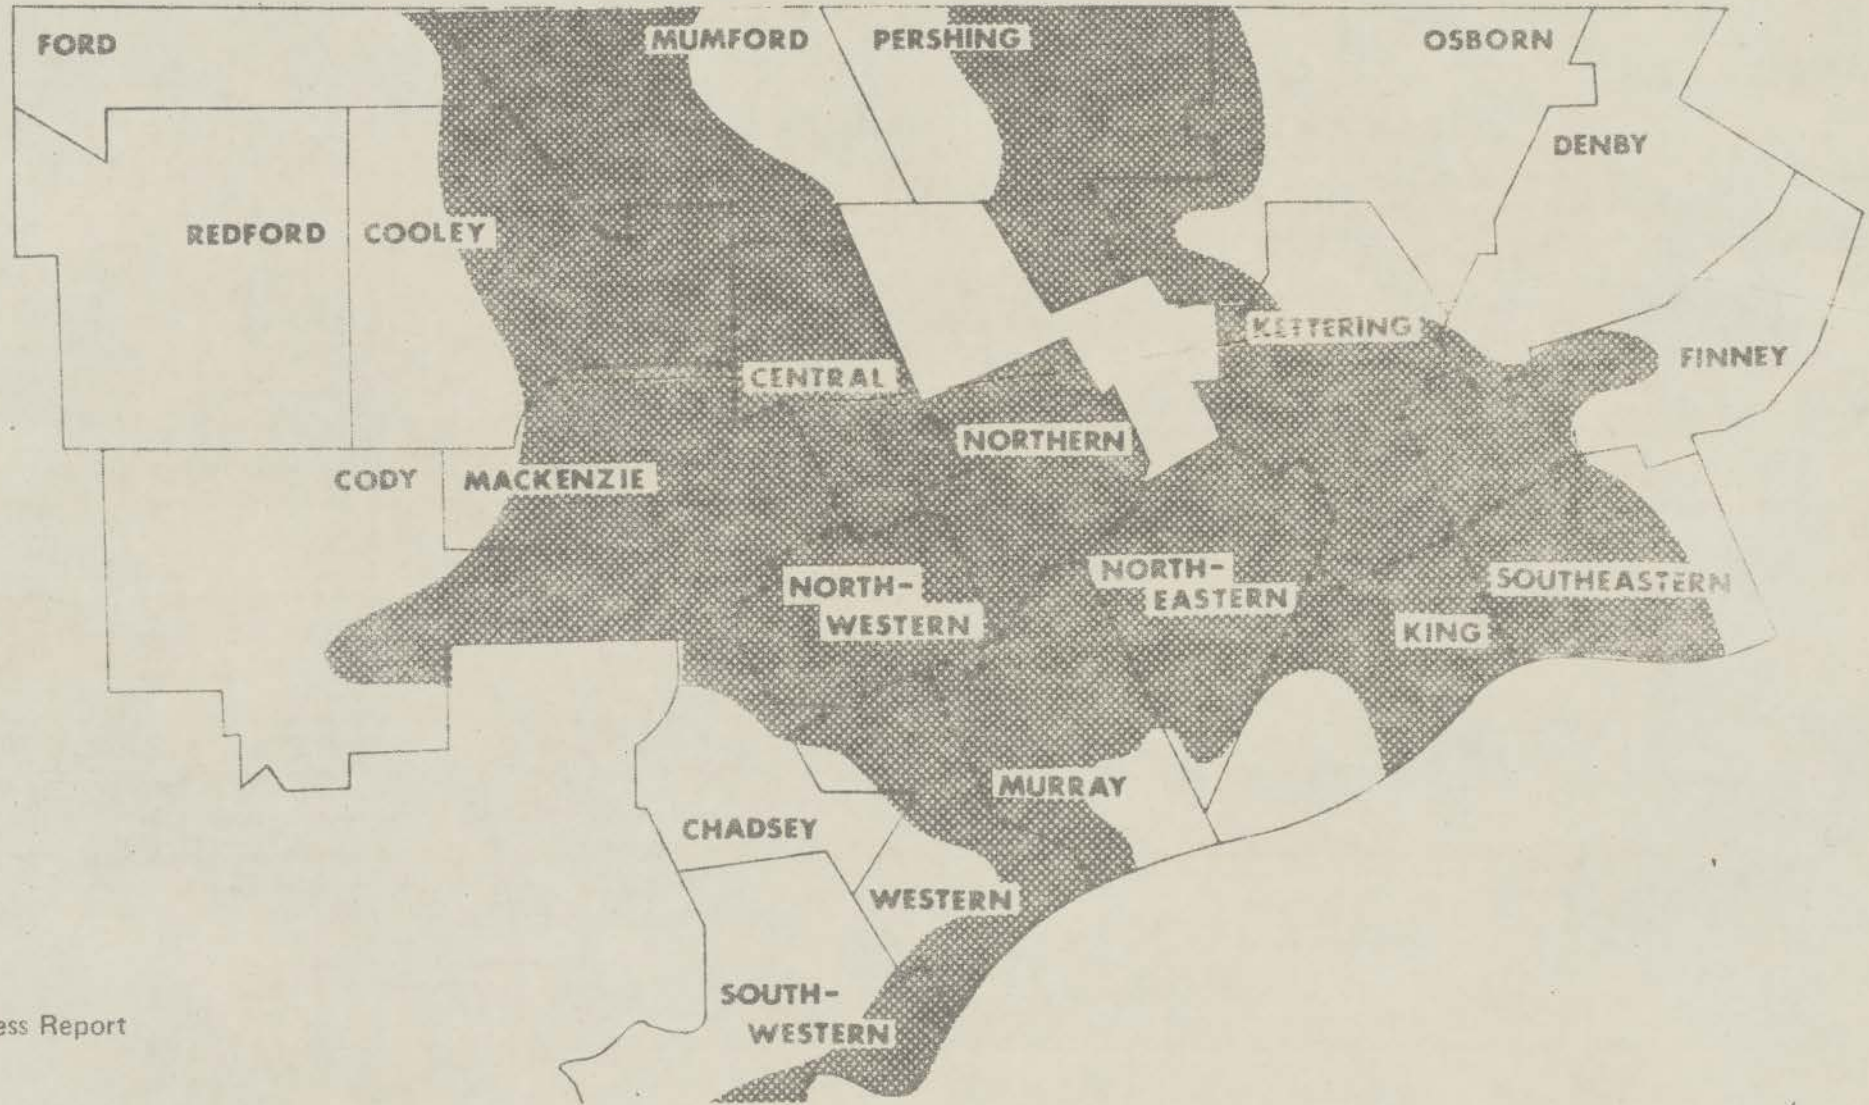 FORD
MUMFORD
PERSHING
OSBORN
DENBY
REDFORD
COOLEY
KETTERING
FINNEY
CENTRAL
NORTHERN
CODY
MACKENZIE
NORTH-
WESTERN
NORTH-
EASTERN
SOUTHEASTERN
KING
MURRAY
CHADSEY
WESTERN
SOUTH-
WESTERN
Report